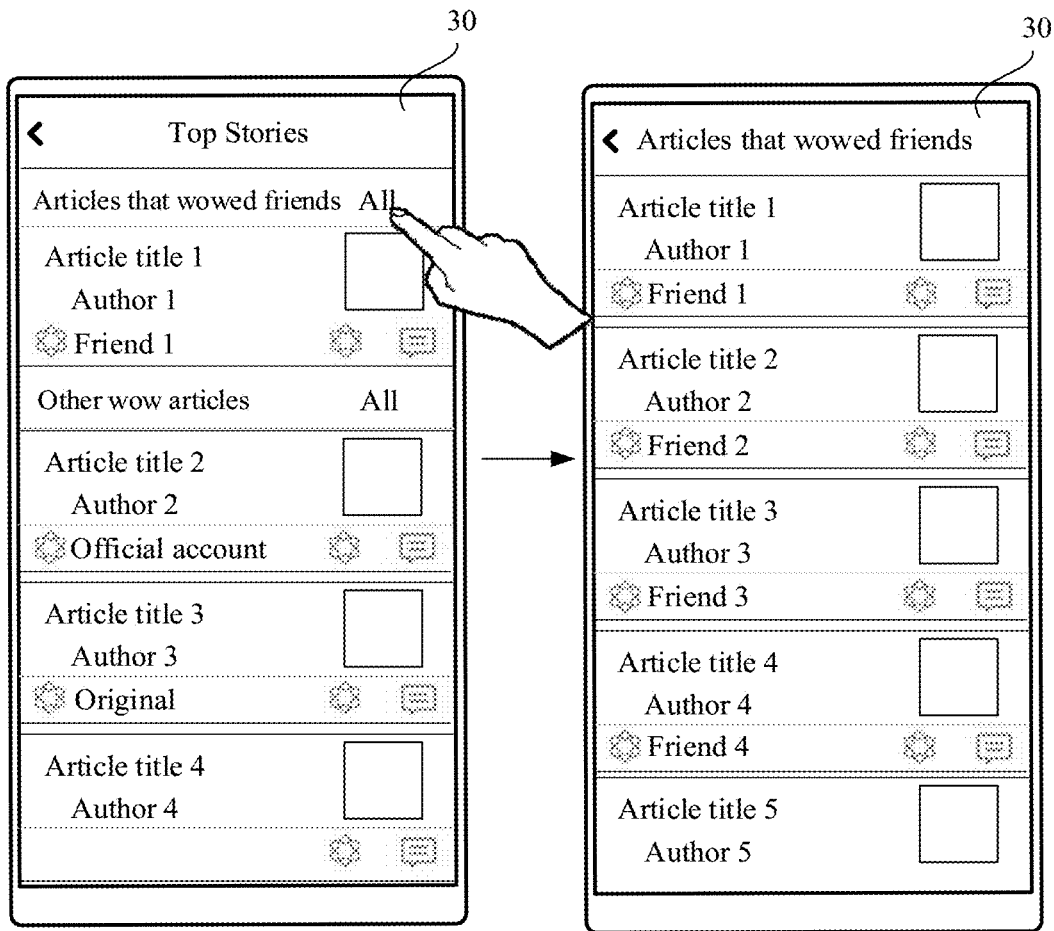 30
Top Stories
Articles that wowed friends All
Article title 1
Author 1
Friend 1
Other wow articles All
Article title 2
Author 2
Official account
Article title 3
Author 3
Original
Article title 4
Author 4
30
Articles that wowed friends
Article title 1
Author 1
Friend 1
Article title 2
Author 2
Friend 2
Article title 3
Author 3
Friend 3
Article title 4
Author 4
Friend 4
Article title 5
Author 5